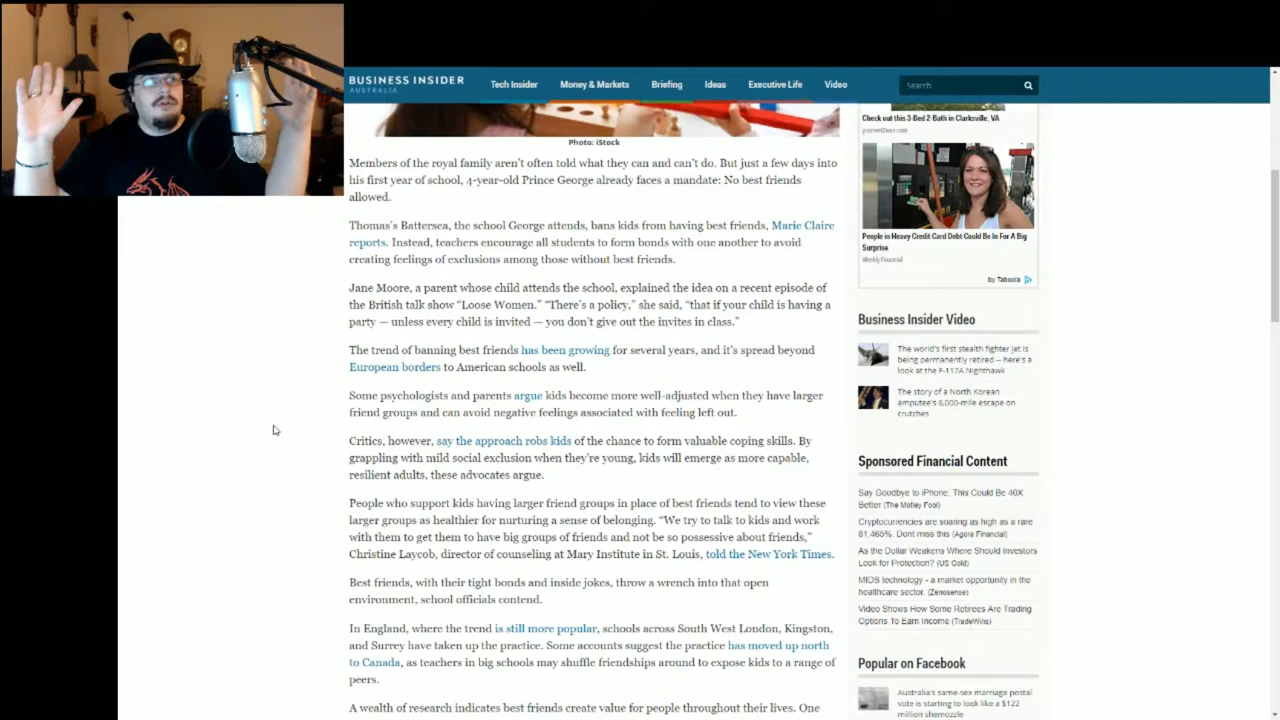 BUSINESS INSIDER
AUSTRALIA
Tech Insider Money & Markets Briefing Ideas Executive Life Video
Search
Photo: iStock
Members of the royal family aren't often told what they can and can't do. But just a few days into
his first year of school, 4-year-old Prince George already faces a mandate: No best friends
allowed.
Thomas's Battersea, the school George attends, bans kids from having best friends, Marie Claire
reports. Instead, teachers encourage all students to form bonds with one another to avoid
creating feelings of exclusions among those without best friends.
Jane Moore, a parent whose child attends the school, explained the idea on a recent episode of
the British talk show "Loose Women." "There's a policy," she said, "that if your child is having a
party — unless every child is invited — you don't give out the invites in class."
The trend of banning best friends has been growing for several years, and it's spread beyond
European borders to American schools as well.
Some psychologists and parents argue kids become more well-adjusted when they have larger
friend groups and can avoid negative feelings associated with feeling left out.
Critics, however, say the approach robs kids of the chance to form valuable coping skills. By
grappling with mild social exclusion when they're young, kids will emerge as more capable,
resilient adults, these advocates argue.
People who support kids having larger friend groups in place of best friends tend to view these
larger groups as healthier for nurturing a sense of belonging. "We try to talk to kids and work
with them to get them to have big groups of friends and not be so possessive about friends,"
Christine Laycob, director of counseling at Mary Institute in St. Louis, told the New York Times.
Best friends, with their tight bonds and inside jokes, throw a wrench into that open
environment, school officials contend.
In England, where the trend is still more popular, schools across South West London, Kingston,
and Surrey have taken up the practice. Some accounts suggest the practice has moved up north
to Canada, as teachers in big schools may shuffle friendships around to expose kids to a range of
peers.
A wealth of research indicates best friends create value for people throughout their lives. One
Check out this 3-Bed 2-Bath in Clarksville, VA
People in Heavy Credit Card Debt Could Be In For A Big
Surprise
Weekly Financial
by Taboola
Business Insider Video
The world's first stealth fighter jet is
being permanently retired -- here's a
look at the F-117A Nighthawk
The story of a North Korean
amputee's 6,000-mile escape on
crutches
Sponsored Financial Content
Say Goodbye to iPhone. This Could Be 40X
Better (The Motley Fool)
Cryptocurrencies are soaring as high as a rare
81,465%. Dont miss this (Agora Financial)
As the Dollar Weakens Where Should Investors
Look for Protection? (US Gold)
MIDS technology - a market opportunity in the
healthcare sector. (Zenosense)
Video Shows How Some Retirees Are Trading
Options To Earn Income (TradeWins)
Popular on Facebook
Australia's same-sex marriage postal
vote is starting to look like a $122
million shemozzle